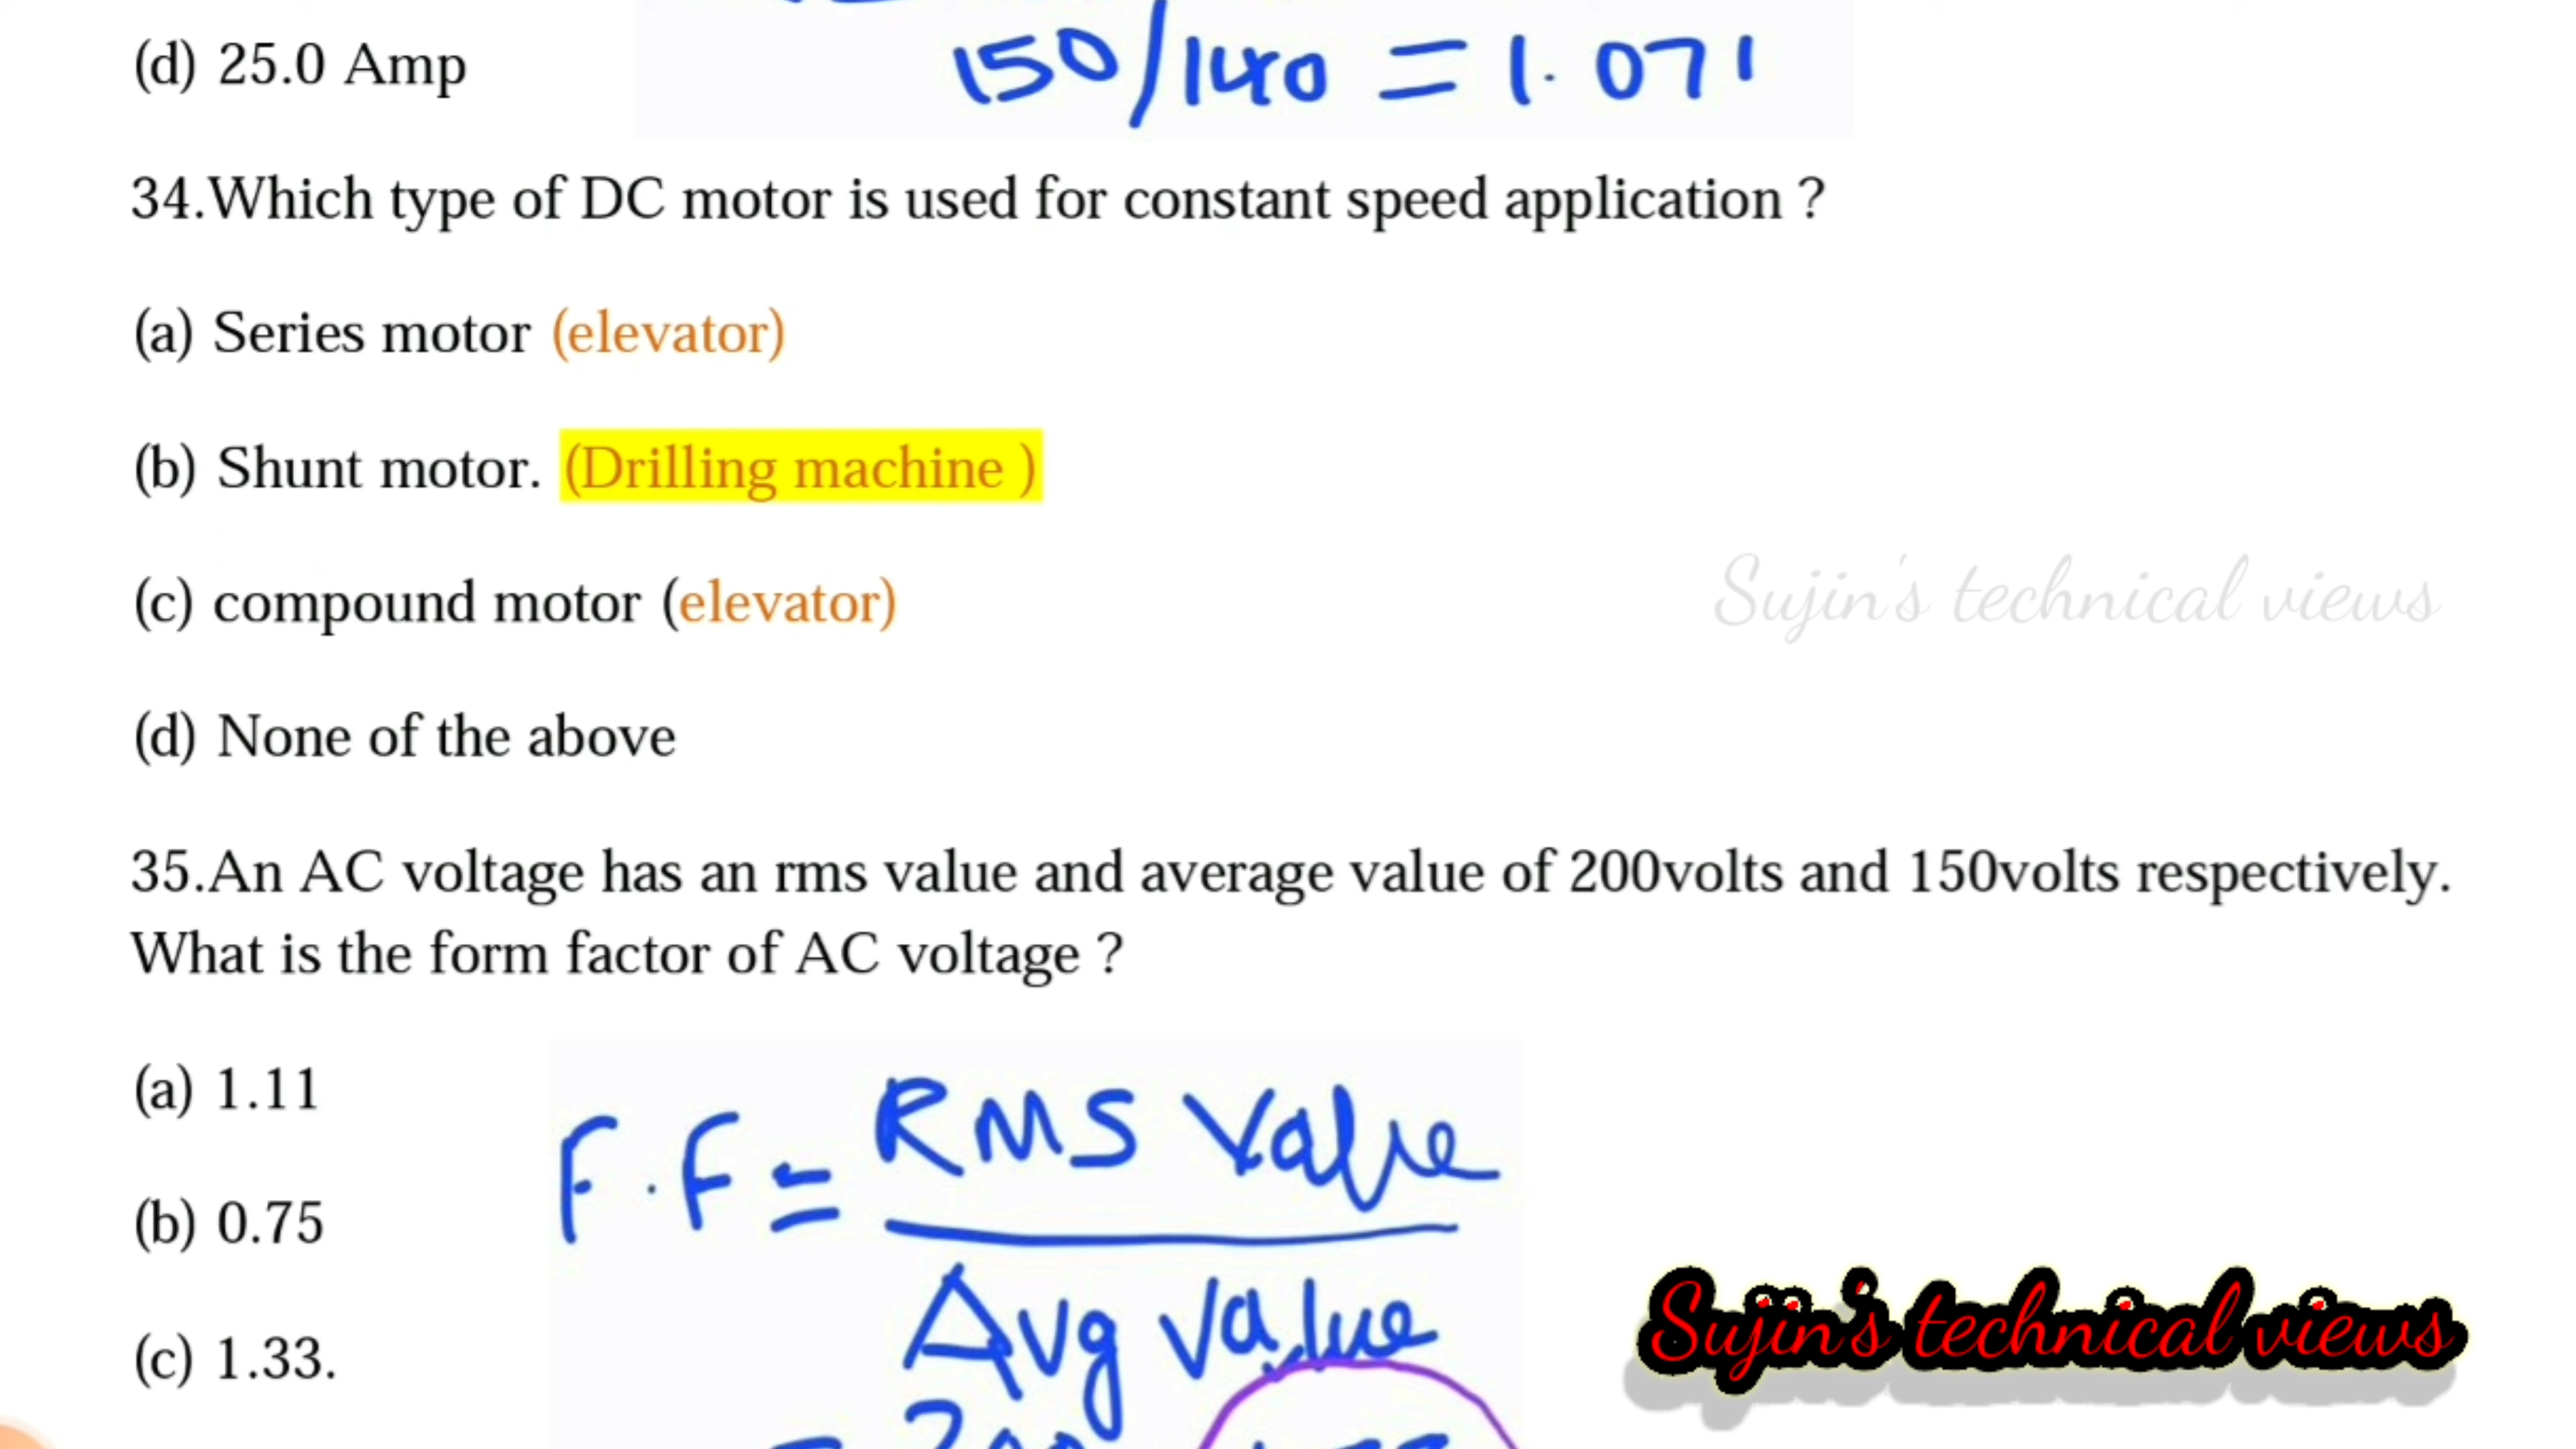 (d) 25.0 Amp
150/140 = 1.071
34.Which type of DC motor is used for constant speed application ?
(a) Series motor (elevator)
(b) Shunt motor. (Drilling machine )
(c) compound motor (elevator)
Sujin's technical views
(d) None of the above
35.An AC voltage has an rms value and average value of 200volts and 150volts respectively.
What is the form factor of AC voltage ?
(a) 1.11
F.F = RMS Value
(b) 0.75
Avg value
Sujin's technical views
(c) 1.33.